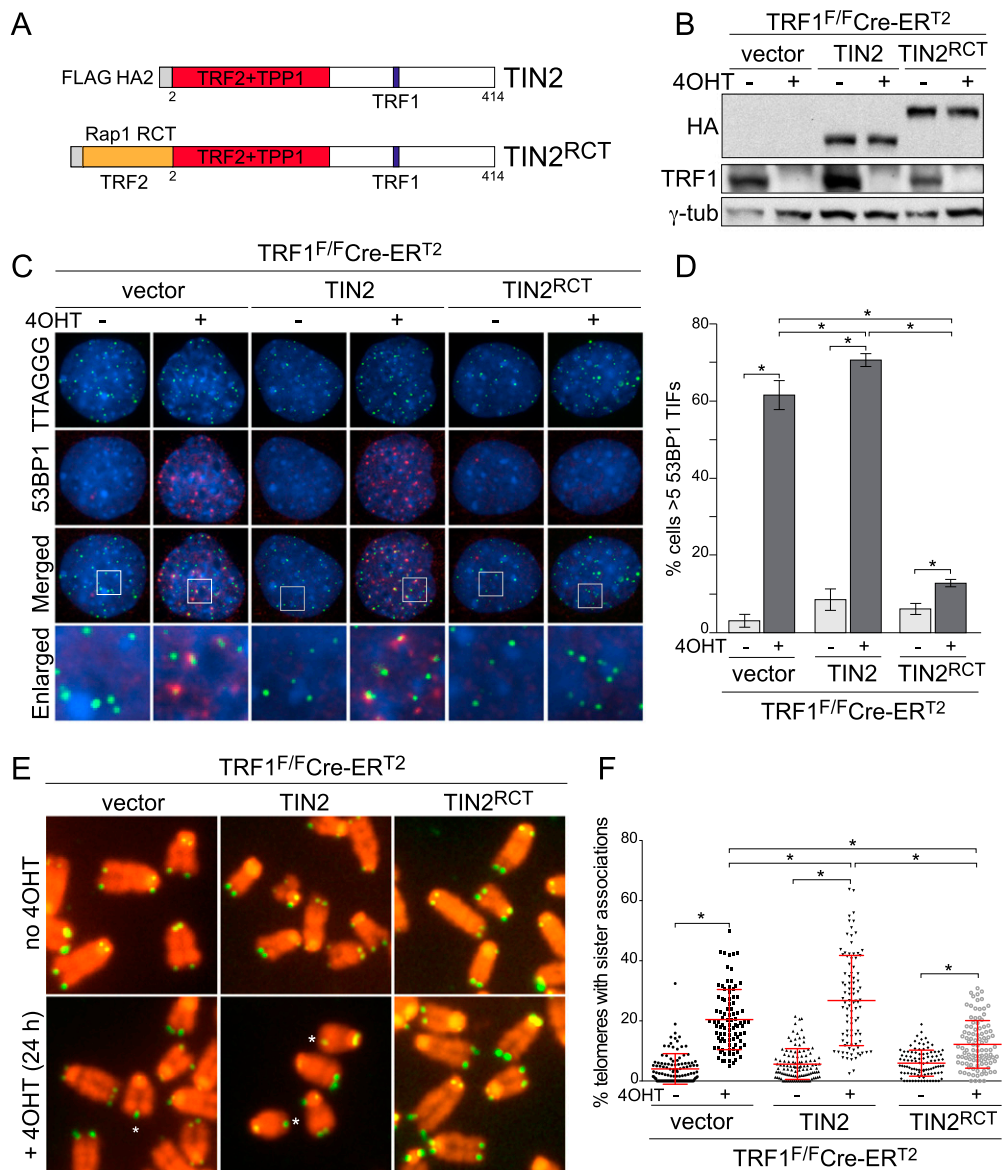 A
FLAG HA2
TRF2+TPP1
TIN2
2
TRF1
414
Rap1 RCT
TRF2+TPP1
TIN2RCT
TRF2
2
TRF1
414
B
TRF1F/FCre-ERT2
vector TIN2 TIN2RCT
4OHT - + - + - +
HA
TRF1
γ-tub
C
TRF1F/FCre-ERT2
vector TIN2 TIN2RCT
4OHT - + - + - +
TTAGGG
53BP1
Merged
Enlarged
D
% cells >5 53BP1 TIFs
80
60
40
20
0
* * * * * *
4OHT - + - + - +
vector TIN2 TIN2RCT
TRF1F/FCre-ERT2
E
TRF1F/FCre-ERT2
vector TIN2 TIN2RCT
no 4OHT
+ 4OHT (24 h)
* * *
F
% telomeres with sister associations
80
60
40
20
0
* * * * * *
4OHT - + - + - +
vector TIN2 TIN2RCT
TRF1F/FCre-ERT2